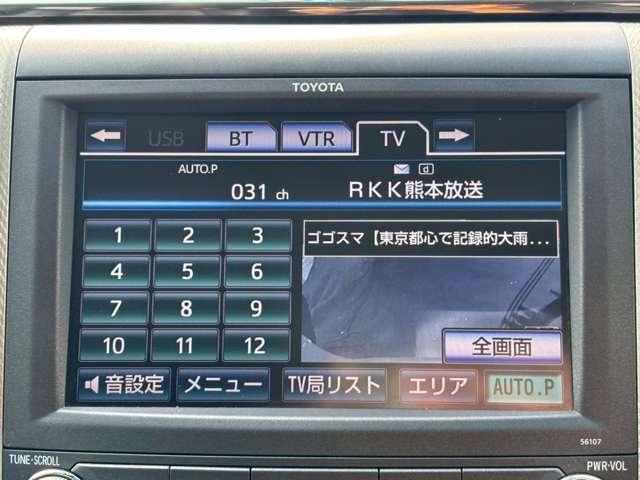 TOYOTA
USB BT VTR TV
AUTO.P
031 ch RKK熊本放送
1 2 3
ゴゴスマ【東京都心で記録的大雨...
4 5 6
7 8 9
10 11 12
全画面
音設定 メニュー TV局リスト エリア AUTO.P
56107
TUNE·SCROLL PWR·VOL